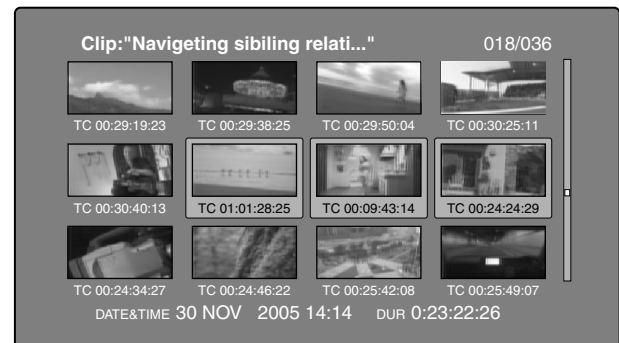 Clip:"Navigeting sibiling relati..." 018/036
TC 00:29:19:23 TC 00:29:38:25 TC 00:29:50:04 TC 00:30:25:11
TC 00:30:40:13 TC 01:01:28:25 TC 00:09:43:14 TC 00:24:24:29
TC 00:24:34:27 TC 00:24:46:22 TC 00:25:42:08 TC 00:25:49:07
DATE&TIME 30 NOV 2005 14:14 DUR 0:23:22:26